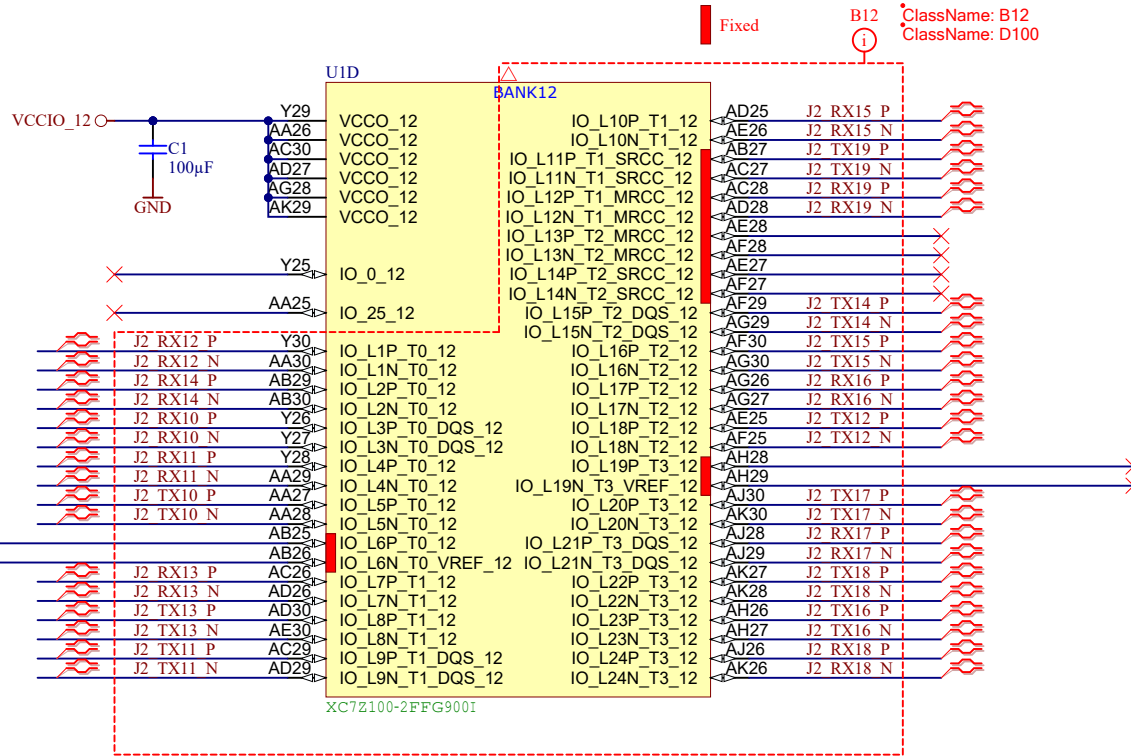 Fixed
B12
i
ClassName: B12
ClassName: D100
U1D
BANK12
VCCIO_12
C1
100µF
GND
Y29 VCCO_12
AA26 VCCO_12
AC30 VCCO_12
AD27 VCCO_12
AG28 VCCO_12
AK29 VCCO_12
Y25 IO_0_12
AA25 IO_25_12
J2_RX12_P Y30 IO_L1P_T0_12
J2_RX12_N AA30 IO_L1N_T0_12
J2_RX14_P AB29 IO_L2P_T0_12
J2_RX14_N AB30 IO_L2N_T0_12
J2_RX10_P Y26 IO_L3P_T0_DQS_12
J2_RX10_N Y27 IO_L3N_T0_DQS_12
J2_RX11_P Y28 IO_L4P_T0_12
J2_RX11_N AA29 IO_L4N_T0_12
J2_TX10_P AA27 IO_L5P_T0_12
J2_TX10_N AA28 IO_L5N_T0_12
AB25 IO_L6P_T0_12
AB26 IO_L6N_T0_VREF_12
J2_RX13_P AC26 IO_L7P_T1_12
J2_RX13_N AD26 IO_L7N_T1_12
J2_TX13_P AD30 IO_L8P_T1_12
J2_TX13_N AE30 IO_L8N_T1_12
J2_TX11_P AC29 IO_L9P_T1_DQS_12
J2_TX11_N AD29 IO_L9N_T1_DQS_12
IO_L10P_T1_12 AD25 J2_RX15_P
IO_L10N_T1_12 AE26 J2_RX15_N
IO_L11P_T1_SRCC_12 AB27 J2_TX19_P
IO_L11N_T1_SRCC_12 AC27 J2_TX19_N
IO_L12P_T1_MRCC_12 AC28 J2_RX19_P
IO_L12N_T1_MRCC_12 AD28 J2_RX19_N
IO_L13P_T2_MRCC_12 AE28
IO_L13N_T2_MRCC_12 AF28
IO_L14P_T2_SRCC_12 AE27
IO_L14N_T2_SRCC_12 AF27
IO_L15P_T2_DQS_12 AF29 J2_TX14_P
IO_L15N_T2_DQS_12 AG29 J2_TX14_N
IO_L16P_T2_12 AF30 J2_TX15_P
IO_L16N_T2_12 AG30 J2_TX15_N
IO_L17P_T2_12 AG26 J2_RX16_P
IO_L17N_T2_12 AG27 J2_RX16_N
IO_L18P_T2_12 AE25 J2_TX12_P
IO_L18N_T2_12 AF25 J2_TX12_N
IO_L19P_T3_12 AH28
IO_L19N_T3_VREF_12 AH29
IO_L20P_T3_12 AJ30 J2_TX17_P
IO_L20N_T3_12 AK30 J2_TX17_N
IO_L21P_T3_DQS_12 AJ28 J2_RX17_P
IO_L21N_T3_DQS_12 AJ29 J2_RX17_N
IO_L22P_T3_12 AK27 J2_TX18_P
IO_L22N_T3_12 AK28 J2_TX18_N
IO_L23P_T3_12 AH26 J2_TX16_P
IO_L23N_T3_12 AH27 J2_TX16_N
IO_L24P_T3_12 AJ26 J2_RX18_P
IO_L24N_T3_12 AK26 J2_RX18_N
XC7Z100-2FFG900I